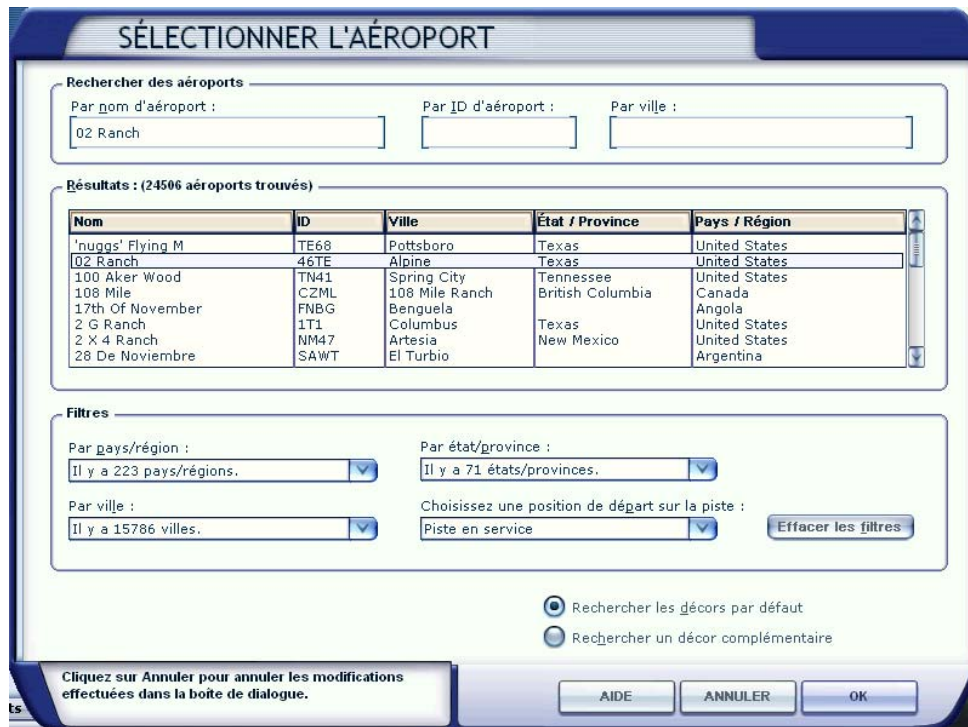 SÉLECTIONNER L'AÉROPORT
Rechercher des aéroports
Par nom d'aéroport : Par ID d'aéroport : Par ville :
02 Ranch
Résultats : (24506 aéroports trouvés)
Nom ID Ville État / Province Pays / Région
'nuggs' Flying M TE68 Pottsboro Texas United States
02 Ranch 46TE Alpine Texas United States
100 Aker Wood TN41 Spring City Tennessee United States
108 Mile CZML 108 Mile Ranch British Columbia Canada
17th Of November FNBG Benguela Angola
2 G Ranch 1T1 Columbus Texas United States
2 X 4 Ranch NM47 Artesia New Mexico United States
28 De Noviembre SAWT El Turbio Argentina
Filtres
Par pays/région : Par état/province :
Il y a 223 pays/régions. Il y a 71 états/provinces.
Par ville : Choisissez une position de départ sur la piste :
Il y a 15786 villes. Piste en service Effacer les filtres
Rechercher les décors par défaut
Rechercher un décor complémentaire
Cliquez sur Annuler pour annuler les modifications
effectuées dans la boîte de dialogue.
AIDE ANNULER OK
ts